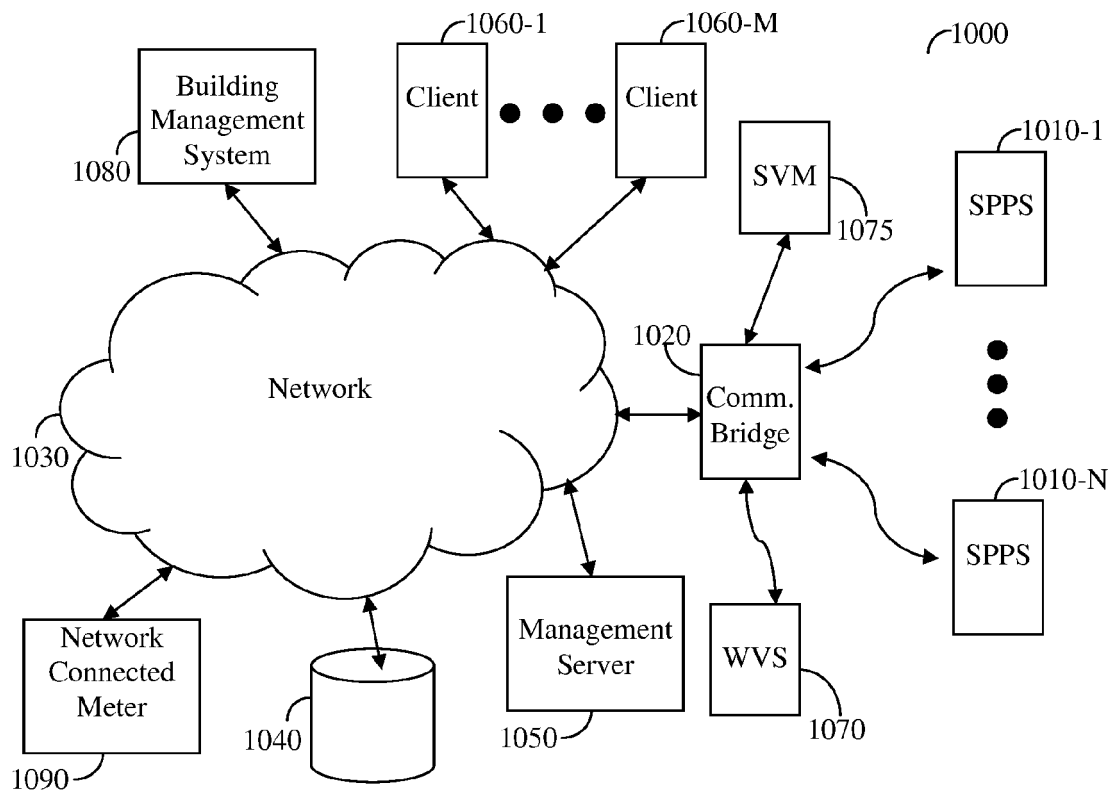 1060-1
1060-M
1000
Building
Management
System
1080
Client
Client
SVM
1075
1010-1
SPPS
1020
Network
Comm.
Bridge
1030
1010-N
SPPS
Network
Connected
Meter
1090
1040
Management
Server
1050
WVS
1070